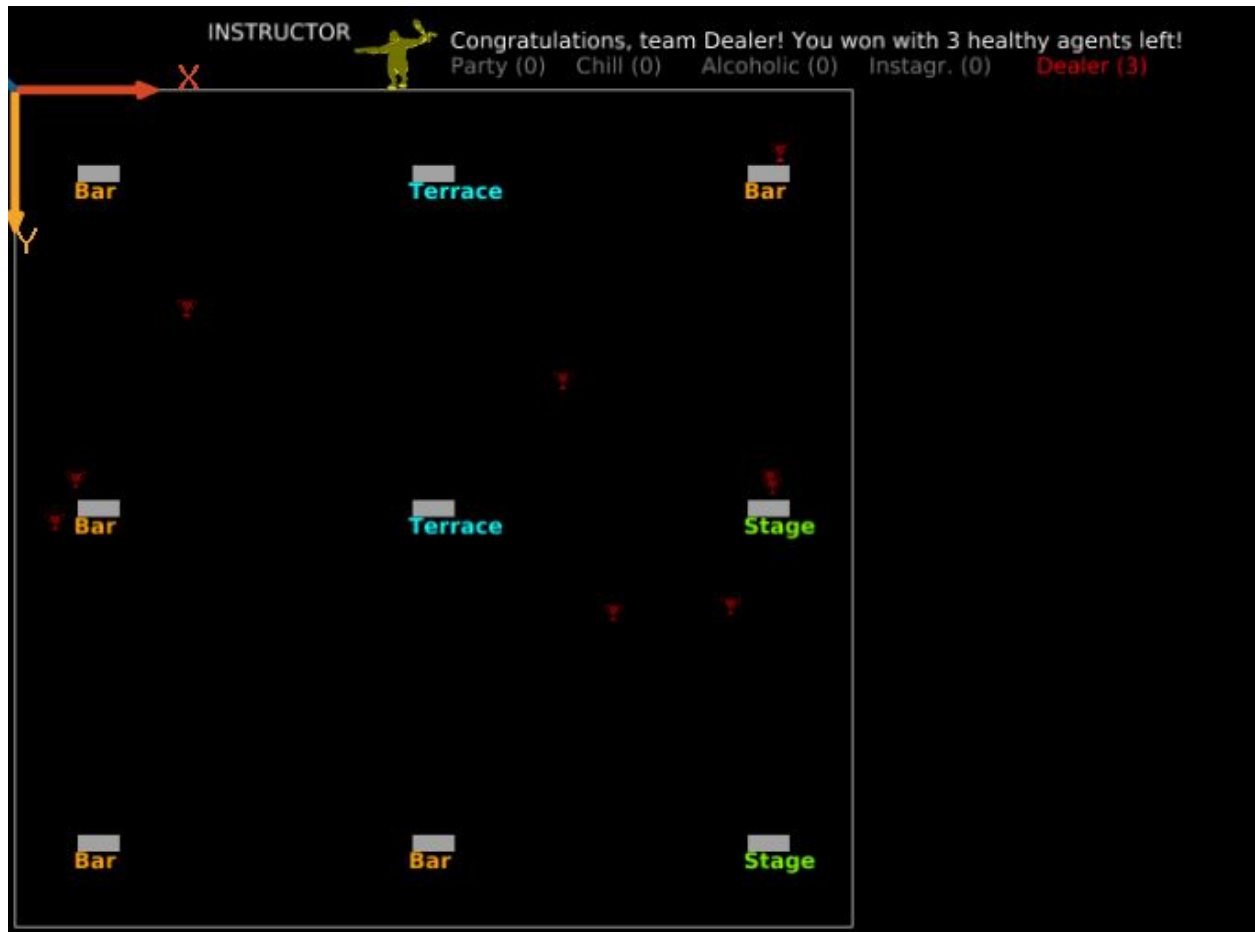 INSTRUCTOR
Congratulations, team Dealer! You won with 3 healthy agents left!
Party (0) Chill (0) Alcoholic (0) Instagr. (0) Dealer (3)
X
Y
Bar Terrace Bar
Bar Terrace Stage
Bar Bar Stage